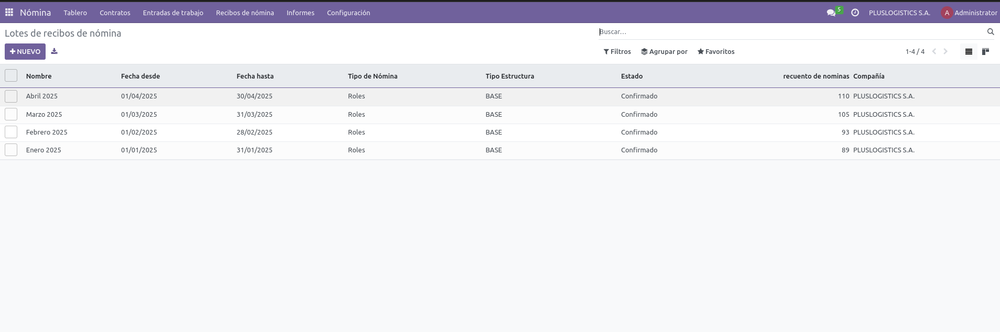 Nómina Tablero Contratos Entradas de trabajo Recibos de nómina Informes Configuración 5 PLUSLOGISTICS S.A. A Administrator
Lotes de recibos de nómina Buscar...
NUEVO Filtros Agrupar por Favoritos 1-4 / 4
Nombre Fecha desde Fecha hasta Tipo de Nómina Tipo Estructura Estado recuento de nominas Compañía
Abril 2025 01/04/2025 30/04/2025 Roles BASE Confirmado 110 PLUSLOGISTICS S.A.
Marzo 2025 01/03/2025 31/03/2025 Roles BASE Confirmado 105 PLUSLOGISTICS S.A.
Febrero 2025 01/02/2025 28/02/2025 Roles BASE Confirmado 93 PLUSLOGISTICS S.A.
Enero 2025 01/01/2025 31/01/2025 Roles BASE Confirmado 89 PLUSLOGISTICS S.A.